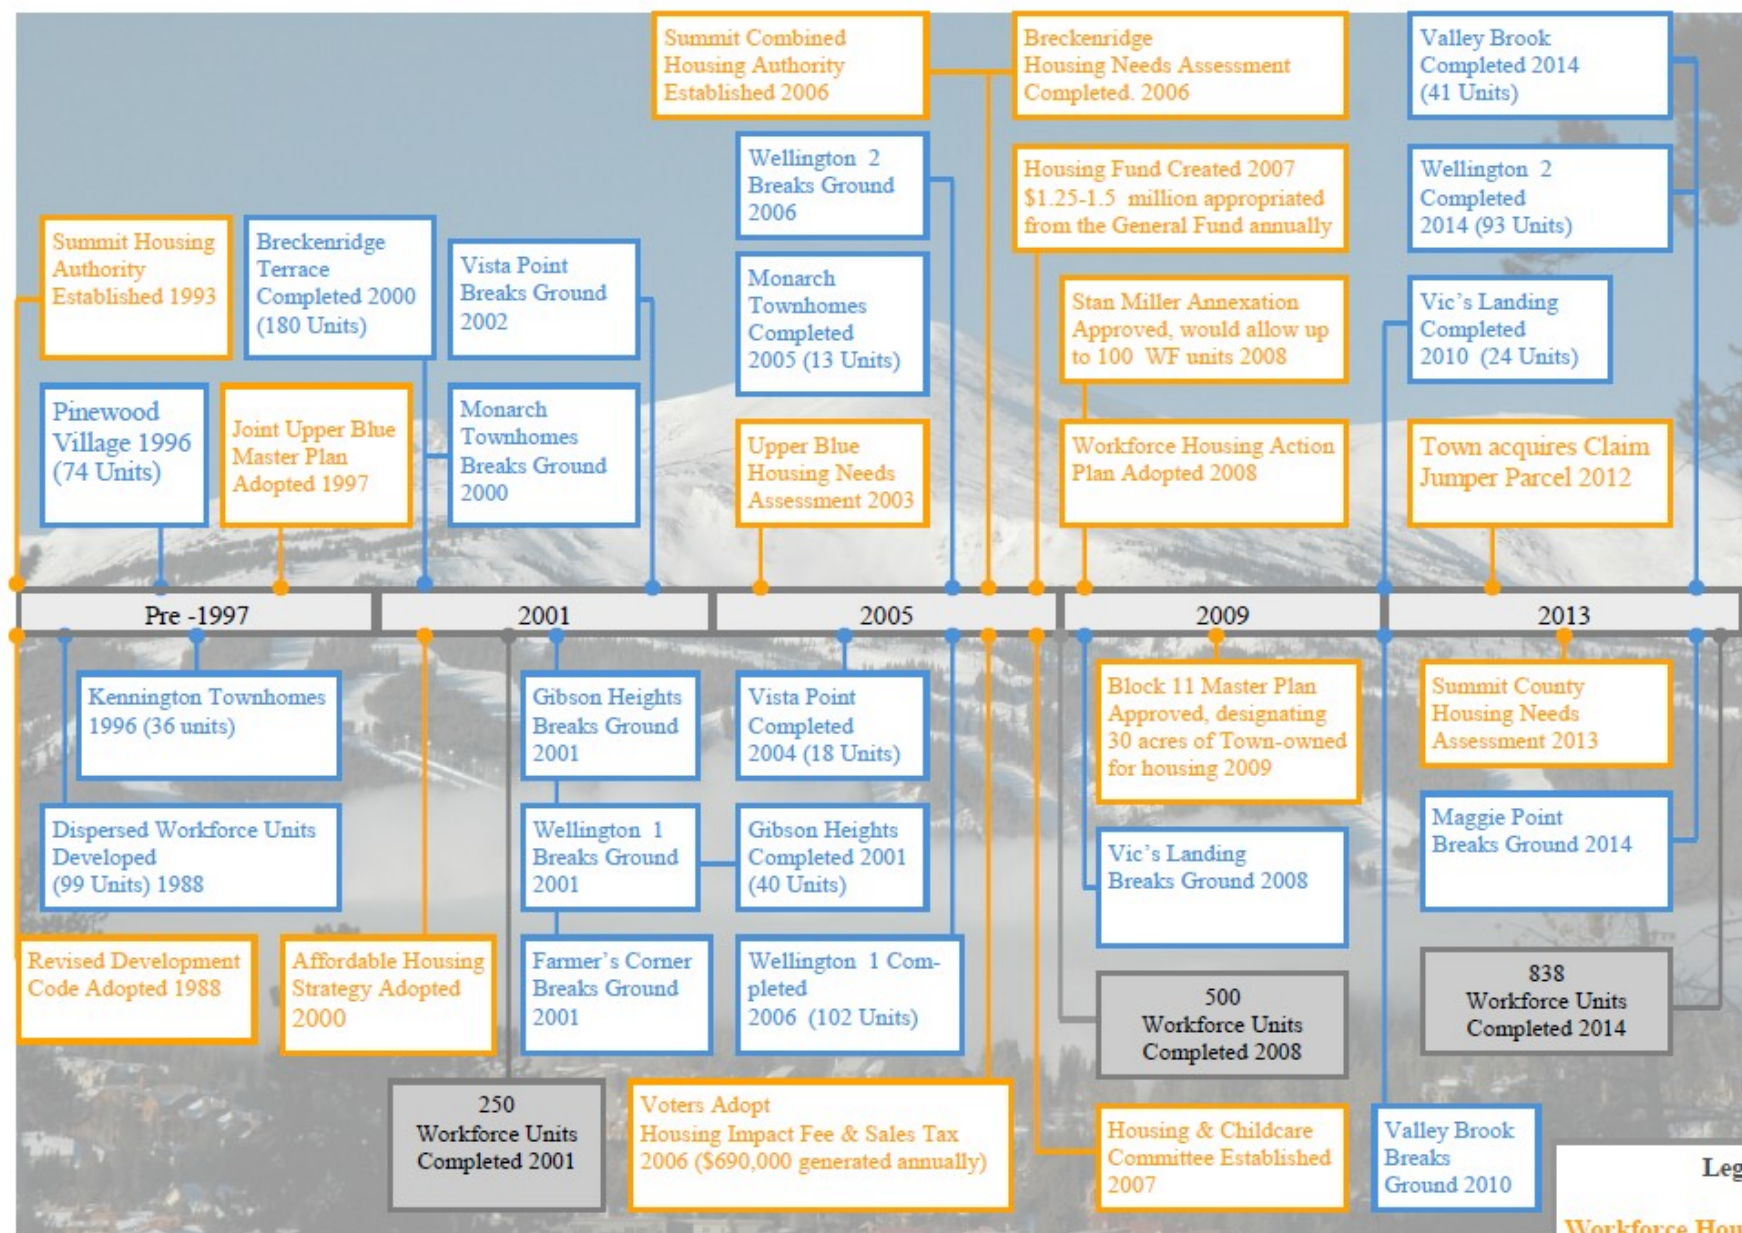 Summit Combined
Housing Authority
Established 2006
Breckenridge
Housing Needs Assessment
Completed. 2006
Valley Brook
Completed 2014
(41 Units)
Wellington 2
Breaks Ground
2006
Housing Fund Created 2007
$1.25-1.5 million appropriated
from the General Fund annually
Wellington 2
Completed
2014 (93 Units)
Summit Housing
Authority
Established 1993
Breckenridge
Terrace
Completed 2000
(180 Units)
Vista Point
Breaks Ground
2002
Monarch
Townhomes
Completed
2005 (13 Units)
Stan Miller Annexation
Approved, would allow up
to 100 WF units 2008
Vic's Landing
Completed
2010 (24 Units)
Pinewood
Village 1996
(74 Units)
Joint Upper Blue
Master Plan
Adopted 1997
Monarch
Townhomes
Breaks Ground
2000
Upper Blue
Housing Needs
Assessment 2003
Workforce Housing Action
Plan Adopted 2008
Town acquires Claim
Jumper Parcel 2012
Pre -1997
2001
2005
2009
2013
Kennington Townhomes
1996 (36 units)
Gibson Heights
Breaks Ground
2001
Vista Point
Completed
2004 (18 Units)
Block 11 Master Plan
Approved, designating
30 acres of Town-owned
for housing 2009
Summit County
Housing Needs
Assessment 2013
Dispersed Workforce Units
Developed
(99 Units) 1988
Wellington 1
Breaks Ground
2001
Gibson Heights
Completed 2001
(40 Units)
Vic's Landing
Breaks Ground 2008
Maggie Point
Breaks Ground 2014
Revised Development
Code Adopted 1988
Affordable Housing
Strategy Adopted
2000
Farmer's Corner
Breaks Ground
2001
Wellington 1 Com-
pleted
2006 (102 Units)
500
Workforce Units
Completed 2008
838
Workforce Units
Completed 2014
250
Workforce Units
Completed 2001
Voters Adopt
Housing Impact Fee & Sales Tax
2006 ($690,000 generated annually)
Housing & Childcare
Committee Established
2007
Valley Brook
Breaks
Ground 2010
Leg
Workforce Hou